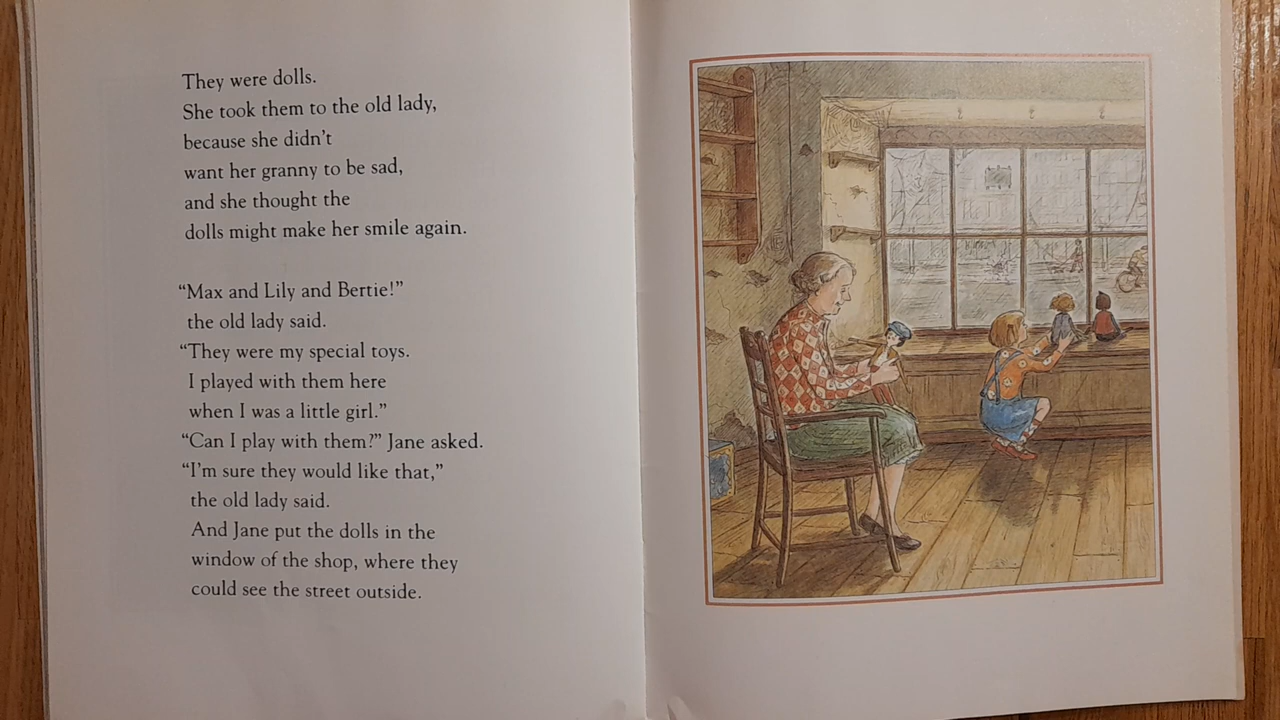 They were dolls.
She took them to the old lady,
because she didn't
want her granny to be sad,
and she thought the
dolls might make her smile again.
“Max and Lily and Bertie!”
the old lady said.
“They were my special toys.
I played with them here
when I was a little girl.”
“Can I play with them?” Jane asked.
“I'm sure they would like that,”
the old lady said.
And Jane put the dolls in the
window of the shop, where they
could see the street outside.